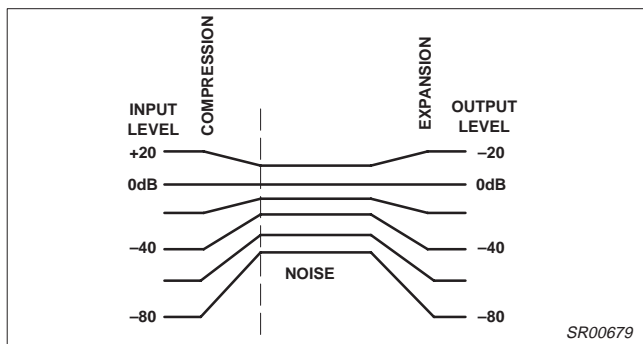 COMPRESSION
EXPANSION
INPUT
LEVEL
OUTPUT
LEVEL
+20
–20
0dB
0dB
–40
–40
NOISE
–80
–80
SR00679